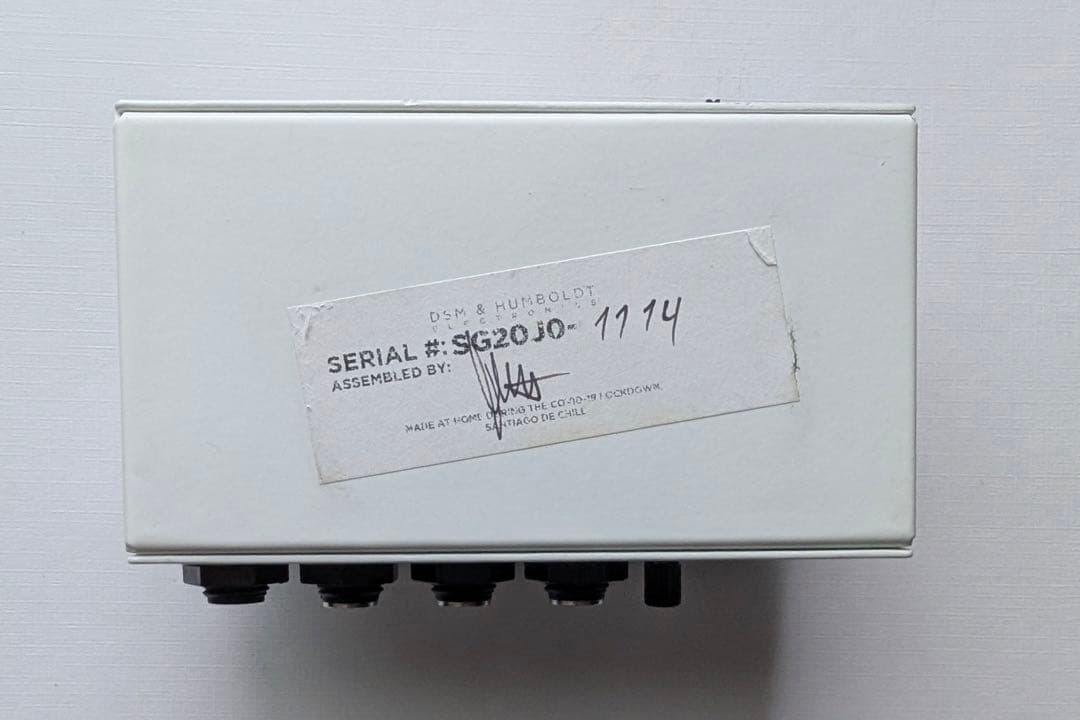 DSM & HUMBOLDT
ELECTRONICS
SERIAL #: SG20JO- 1114
ASSEMBLED BY:
MADE AT HOME DURING THE COVID-19 LOCKDOWN.
SANTIAGO DE CHILE